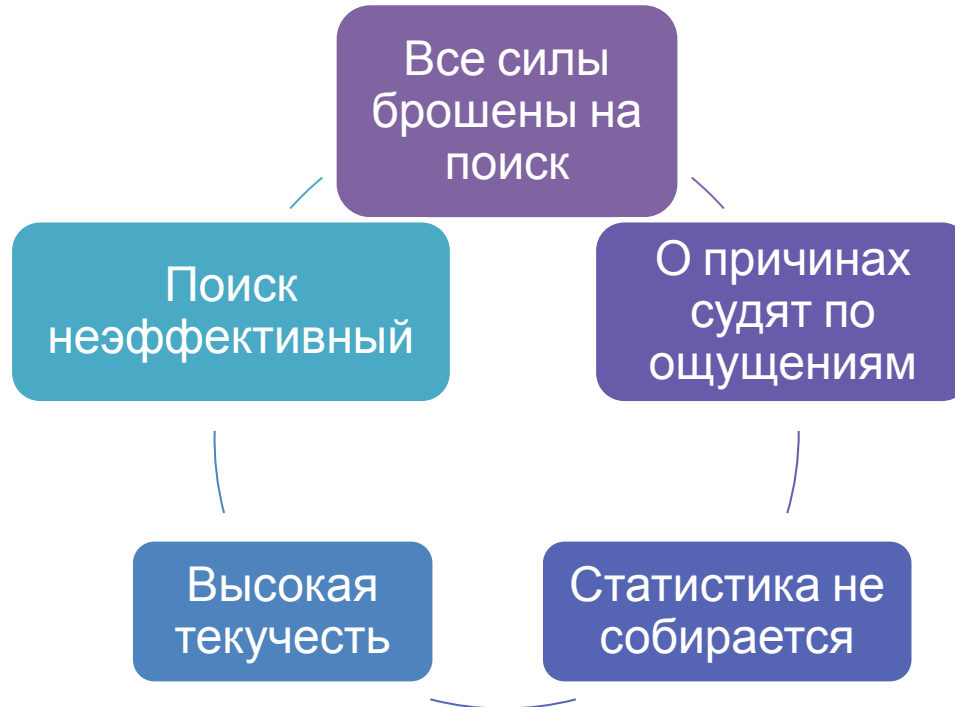 Все силы
брошены на
поиск
О причинах
судят по
ощущениям
Статистика не
собирается
Высокая
текучесть
Поиск
неэффективный